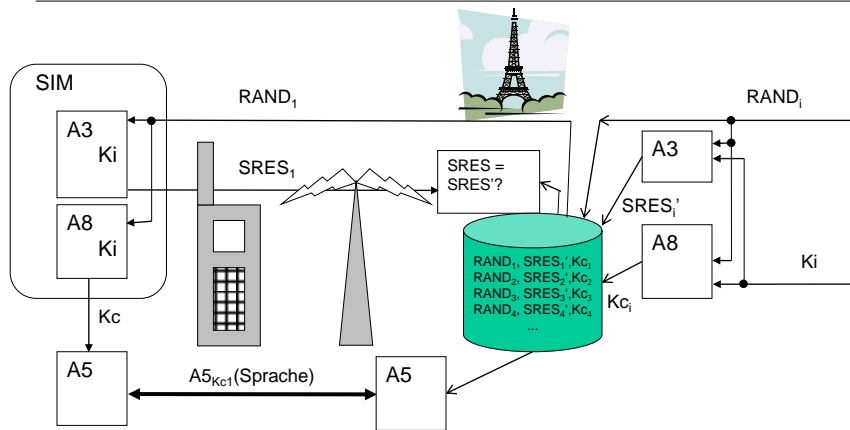 SIM
RAND₁
RANDᵢ
A3
Ki
A3
SRES₁
SRES =
SRES'?
SRESᵢ'
A8
Ki
A8
Ki
RAND₁, SRES₁‘,Kc₁
RAND₂, SRES₂‘,Kc₂
RAND₃, SRES₃‘,Kc₃
RAND₄, SRES₄‘,Kc₄
...
Kcᵢ
Kc
A5
A5Kc1(Sprache)
A5